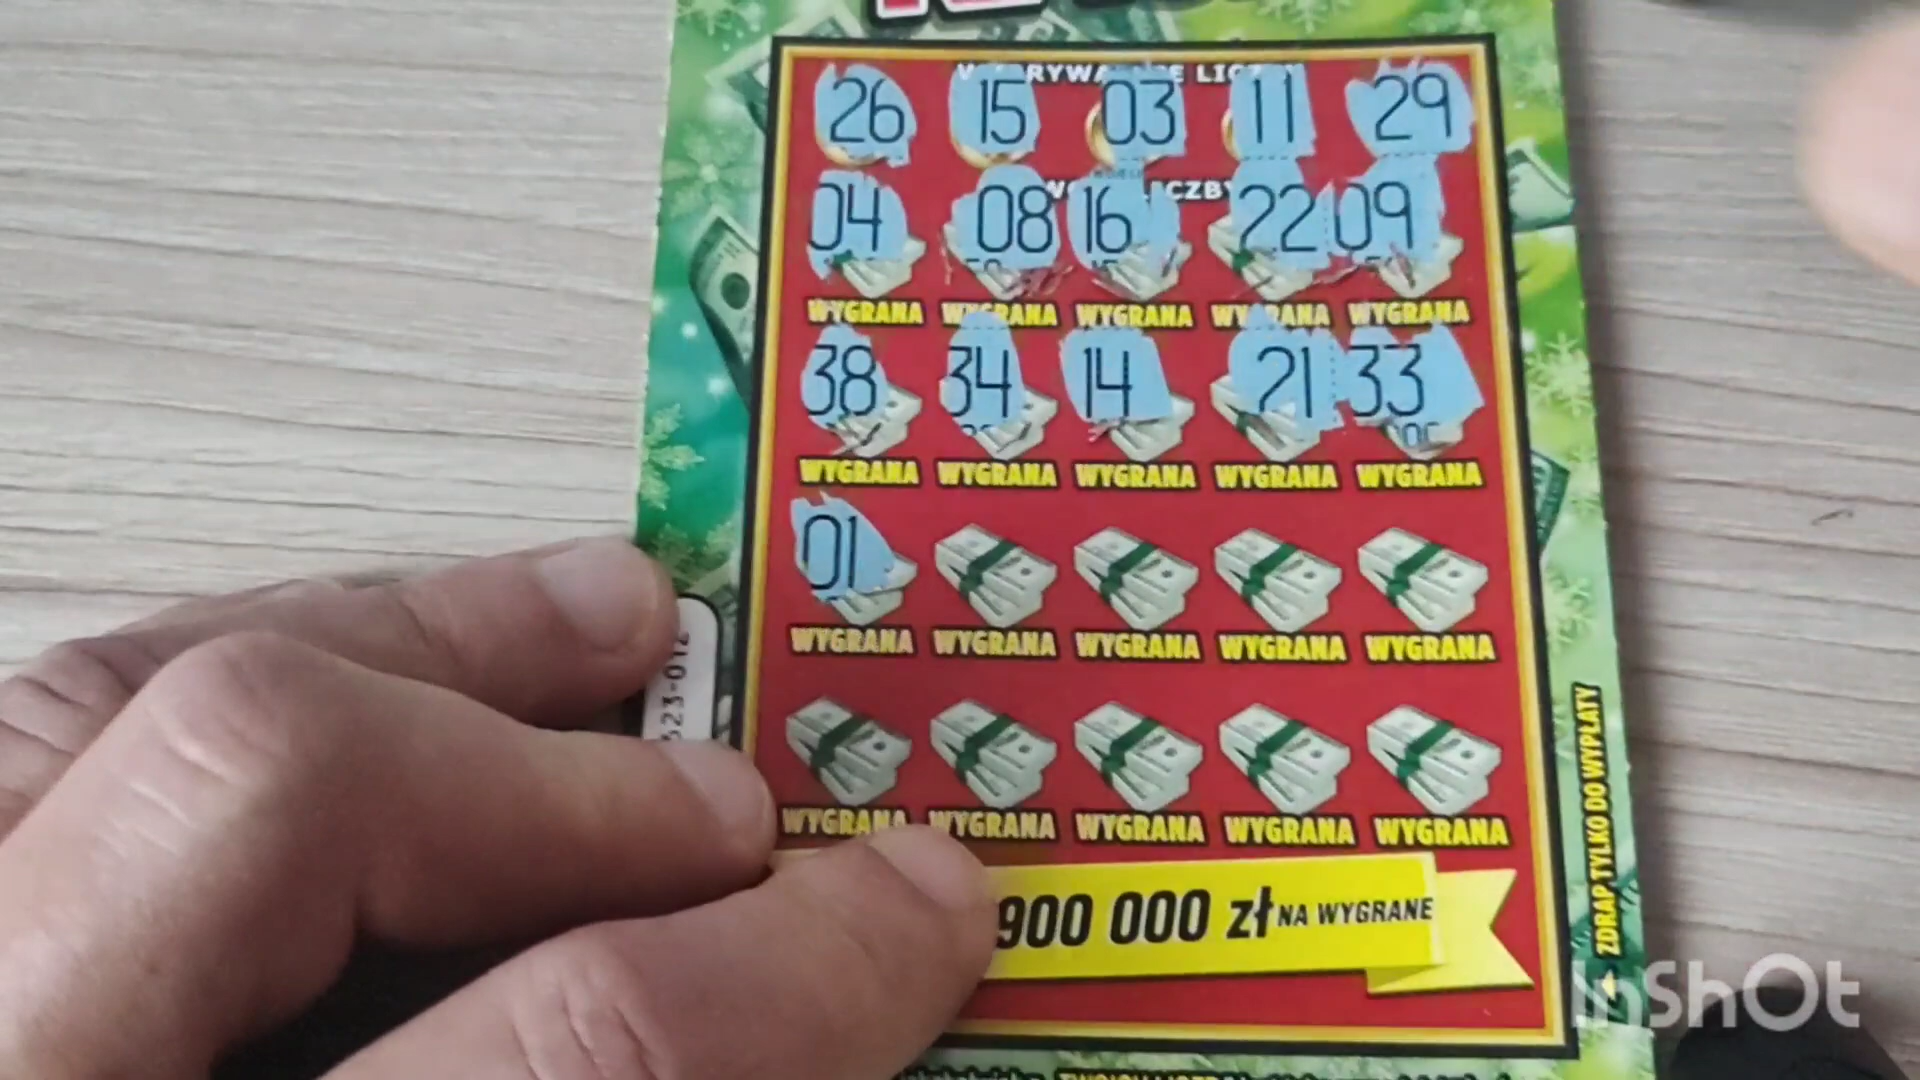 26 15 03 11 29
04 08 16 22 09
WYGRANA WYGRANA WYGRANA WYGRANA WYGRANA
38 34 14 21 33
WYGRANA WYGRANA WYGRANA WYGRANA WYGRANA
01
WYGRANA WYGRANA WYGRANA WYGRANA WYGRANA
WYGRANA WYGRANA WYGRANA WYGRANA WYGRANA
900 000 zł NA WYGRANE
ZDRAP TYLKO DO WYPŁATY
InShOt